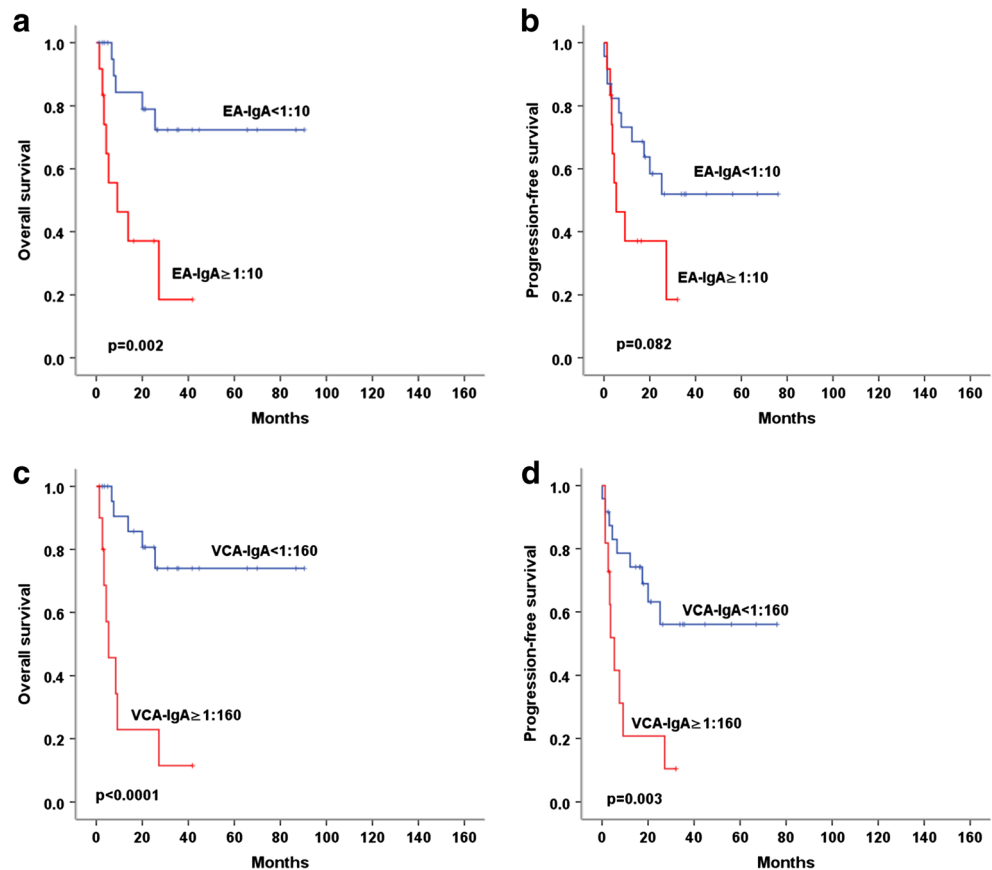 a
Overall survival
1.0
0.8
0.6
0.4
0.2
0.0
EA-IgA<1:10
EA-IgA≥1:10
p=0.002
0 20 40 60 80 100 120 140 160
Months
b
Progression-free survival
1.0
0.8
0.6
0.4
0.2
0.0
EA-IgA<1:10
EA-IgA≥1:10
p=0.082
0 20 40 60 80 100 120 140 160
Months
c
Overall survival
1.0
0.8
0.6
0.4
0.2
0.0
VCA-IgA<1:160
VCA-IgA≥1:160
p<0.0001
0 20 40 60 80 100 120 140 160
Months
d
Progression-free survival
1.0
0.8
0.6
0.4
0.2
0.0
VCA-IgA<1:160
VCA-IgA≥1:160
p=0.003
0 20 40 60 80 100 120 140 160
Months